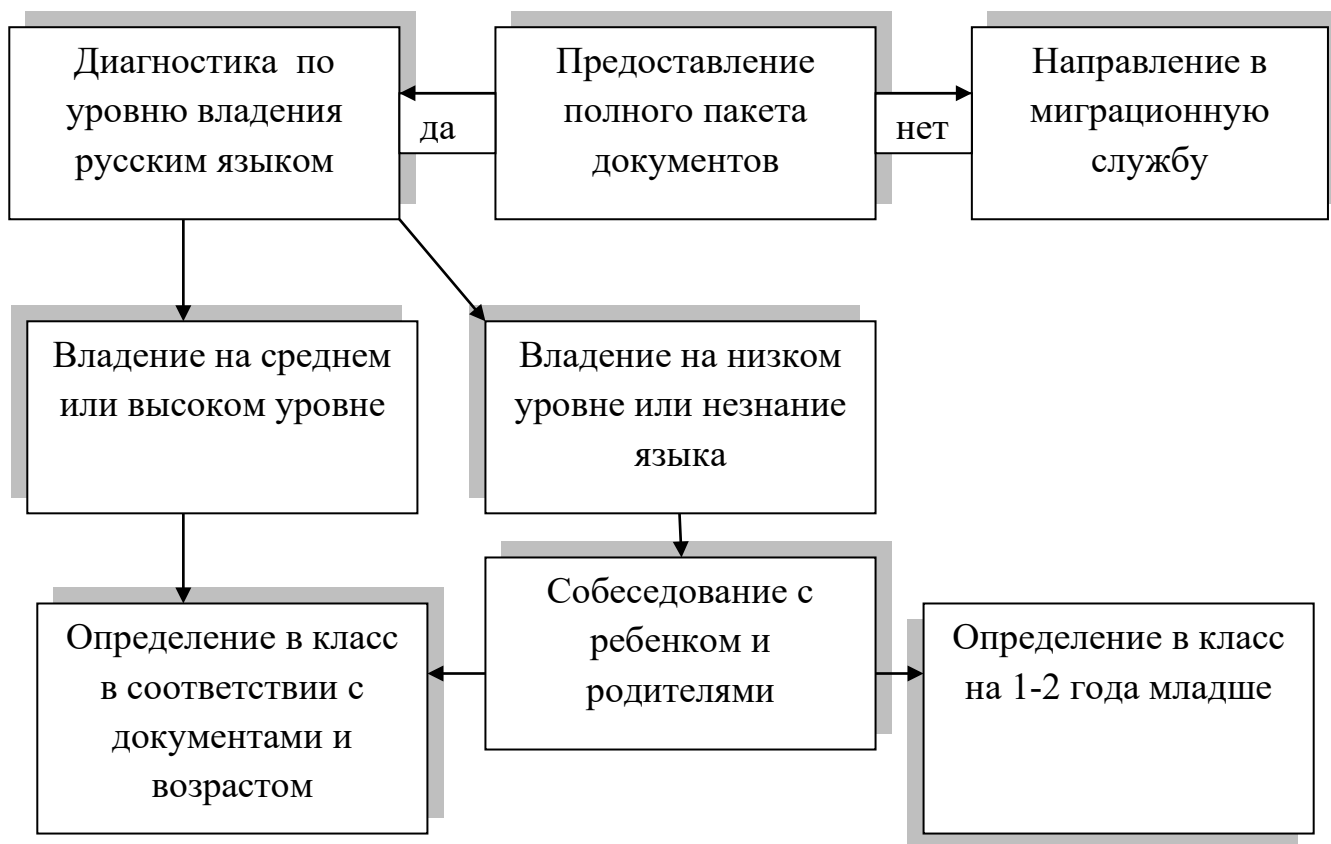 Диагностика по
уровню владения
русским языком
да
Предоставление
полного пакета
документов
нет
Направление в
миграционную
службу
Владение на среднем
или высоком уровне
Владение на низком
уровне или незнание
языка
Определение в класс
в соответствии с
документами и
возрастом
Собеседование с
ребенком и
родителями
Определение в класс
на 1-2 года младше